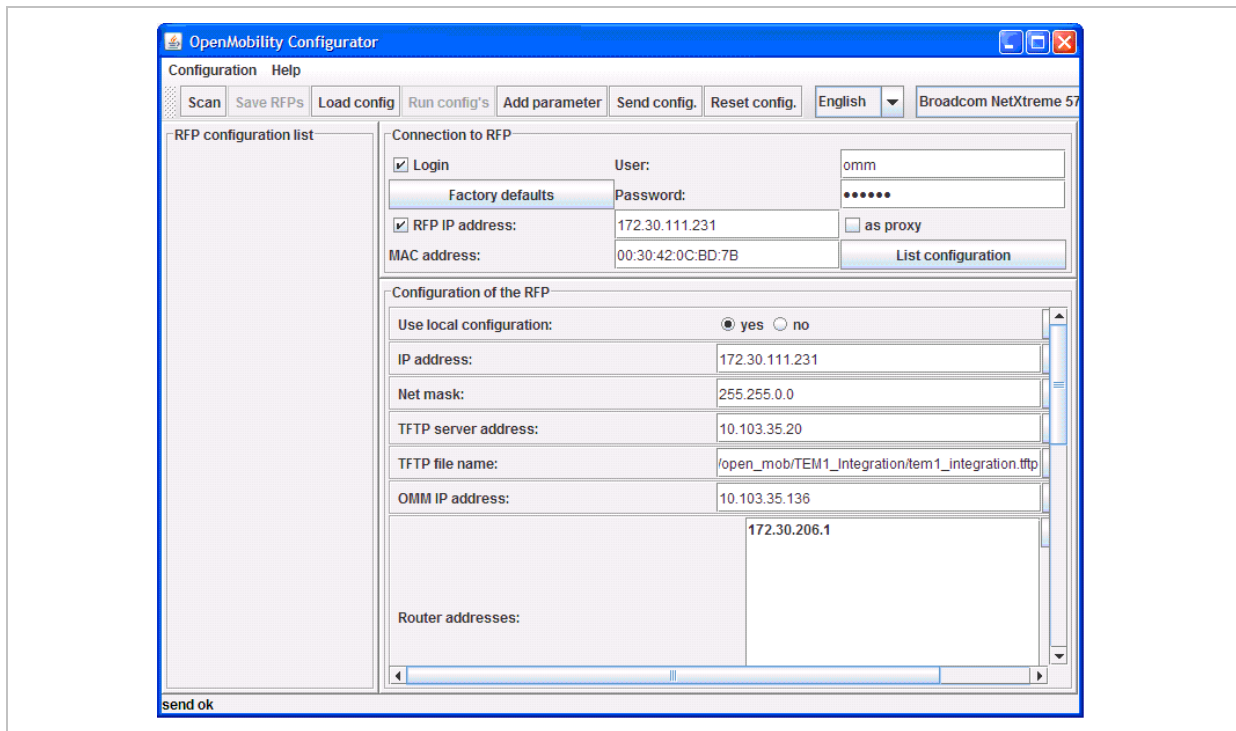 OpenMobility Configurator
Configuration Help
Scan Save RFPs Load config Run config's Add parameter Send config. Reset config. English Broadcom NetXtreme 57
RFP configuration list
Connection to RFP
Login User: omm
Factory defaults Password: ••••••
RFP IP address: 172.30.111.231 as proxy
MAC address: 00:30:42:0C:BD:7B List configuration
Configuration of the RFP
Use local configuration: yes no
IP address: 172.30.111.231
Net mask: 255.255.0.0
TFTP server address: 10.103.35.20
TFTP file name: /open_mob/TEM1_Integration/tem1_integration.tftp
OMM IP address: 10.103.35.136
172.30.206.1
Router addresses:
send ok